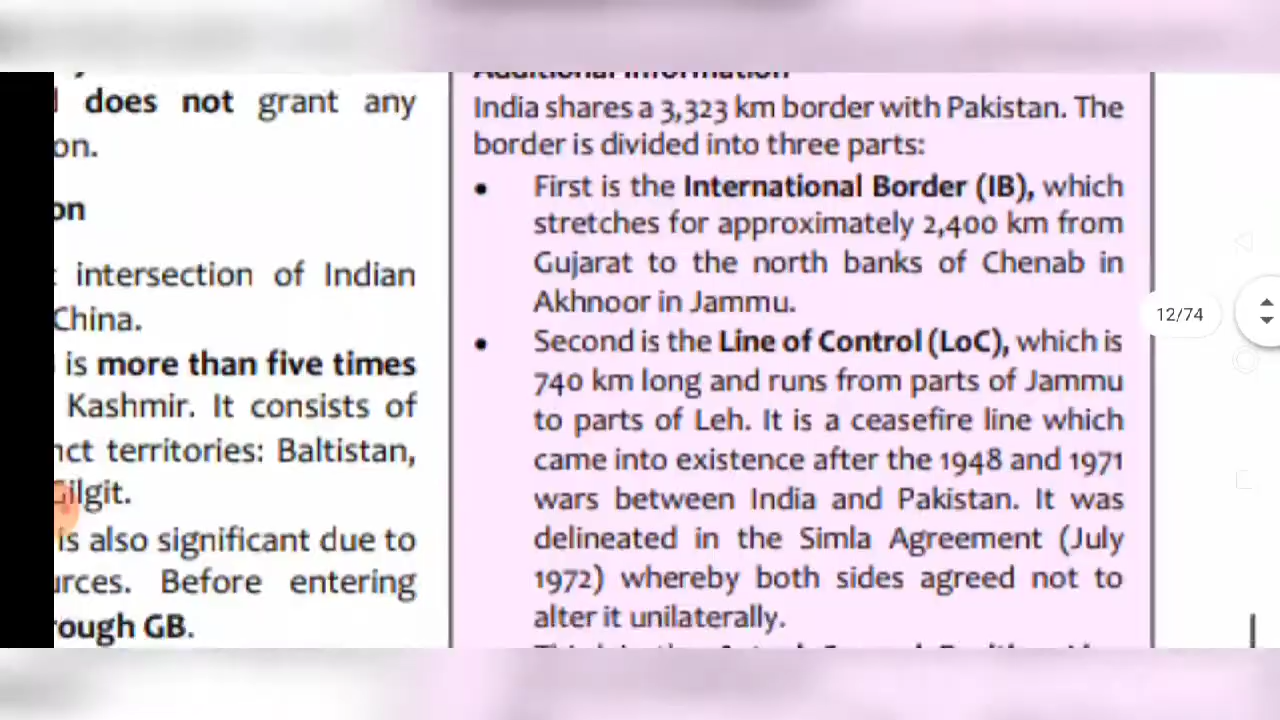 does not grant any
on.
on
intersection of Indian
China.
is more than five times
Kashmir. It consists of
nct territories: Baltistan,
Gilgit.
is also significant due to
urces. Before entering
rough GB.
Additional Information
India shares a 3,323 km border with Pakistan. The
border is divided into three parts:
• First is the International Border (IB), which
stretches for approximately 2,400 km from
Gujarat to the north banks of Chenab in
Akhnoor in Jammu.
• Second is the Line of Control (LoC), which is
740 km long and runs from parts of Jammu
to parts of Leh. It is a ceasefire line which
came into existence after the 1948 and 1971
wars between India and Pakistan. It was
delineated in the Simla Agreement (July
1972) whereby both sides agreed not to
alter it unilaterally.
12/74